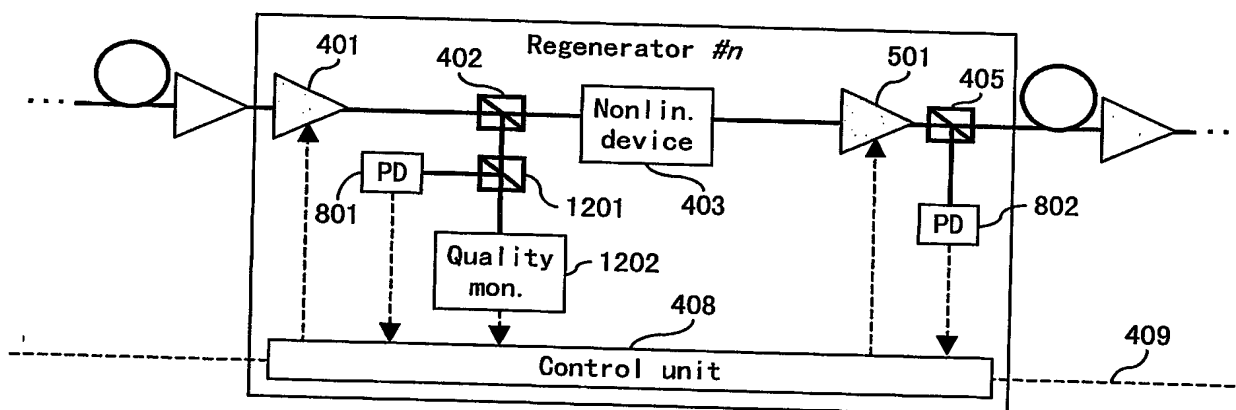 Regenerator #n
401
402
501
405
Nonlin.
device
403
PD
801
1201
PD
802
Quality
mon.
1202
408
Control unit
409